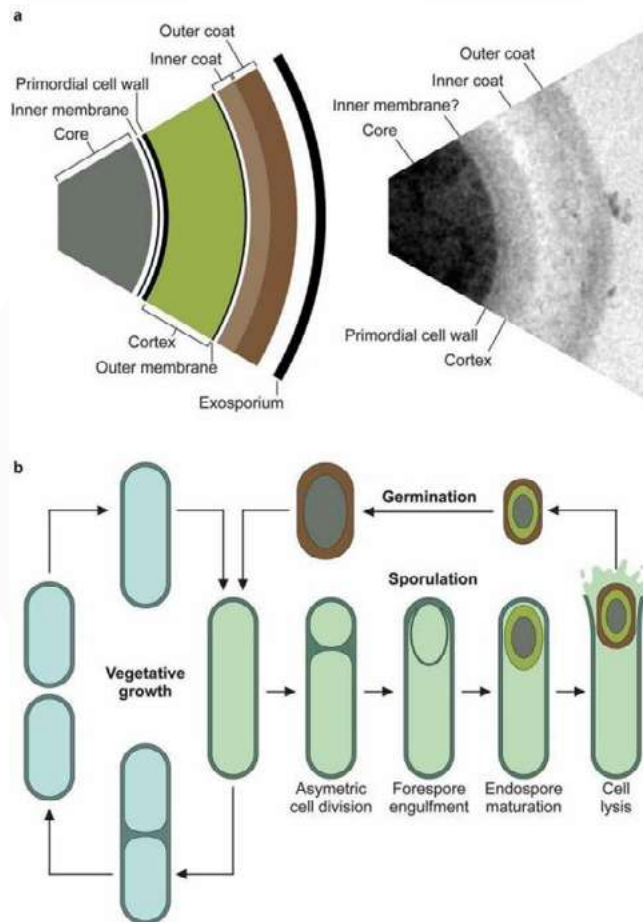 a
Outer coat
Inner coat
Primordial cell wall
Inner membrane
Core
Cortex
Outer membrane
Exosporium
Outer coat
Inner coat
Inner membrane?
Core
Primordial cell wall
Cortex
b
Germination
Sporulation
Vegetative
growth
Asymetric
cell division
Forespore
engulfment
Endospore
maturation
Cell
lysis